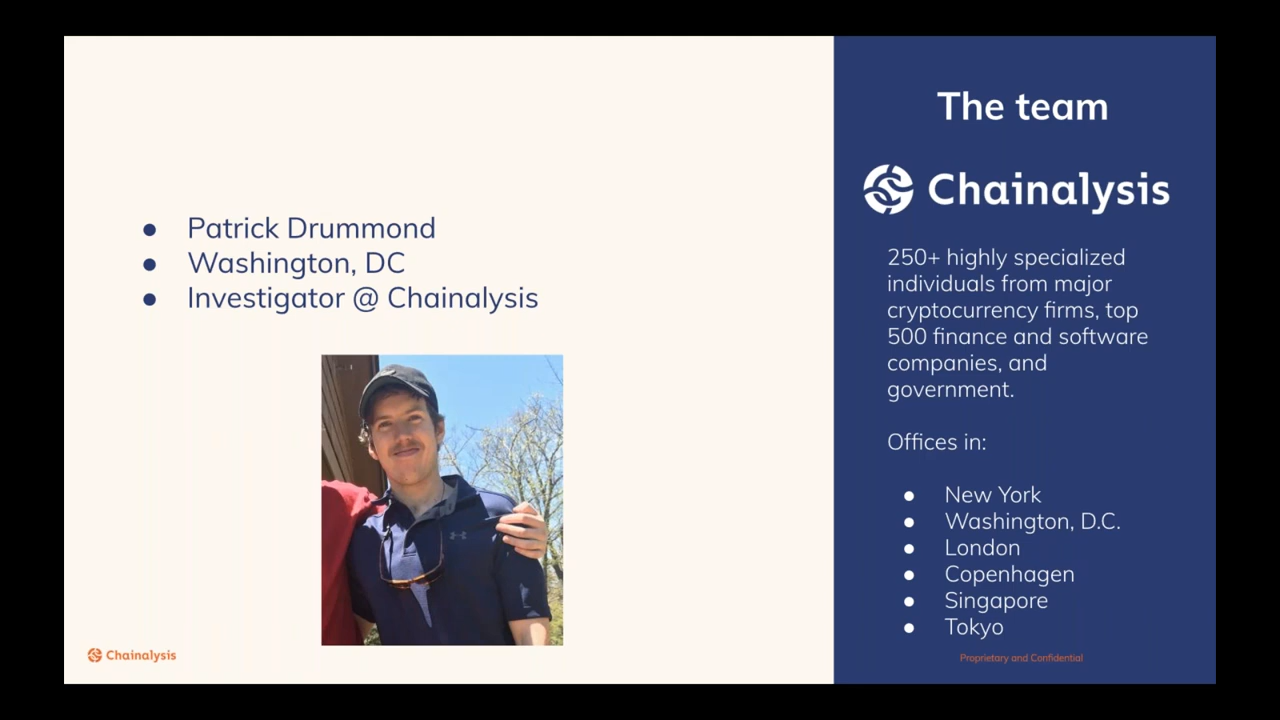 ● Patrick Drummond
● Washington, DC
● Investigator @ Chainalysis
Chainalysis
The team
Chainalysis
250+ highly specialized
individuals from major
cryptocurrency firms, top
500 finance and software
companies, and
government.
Offices in:
● New York
● Washington, D.C.
● London
● Copenhagen
● Singapore
● Tokyo
Proprietary and Confidential